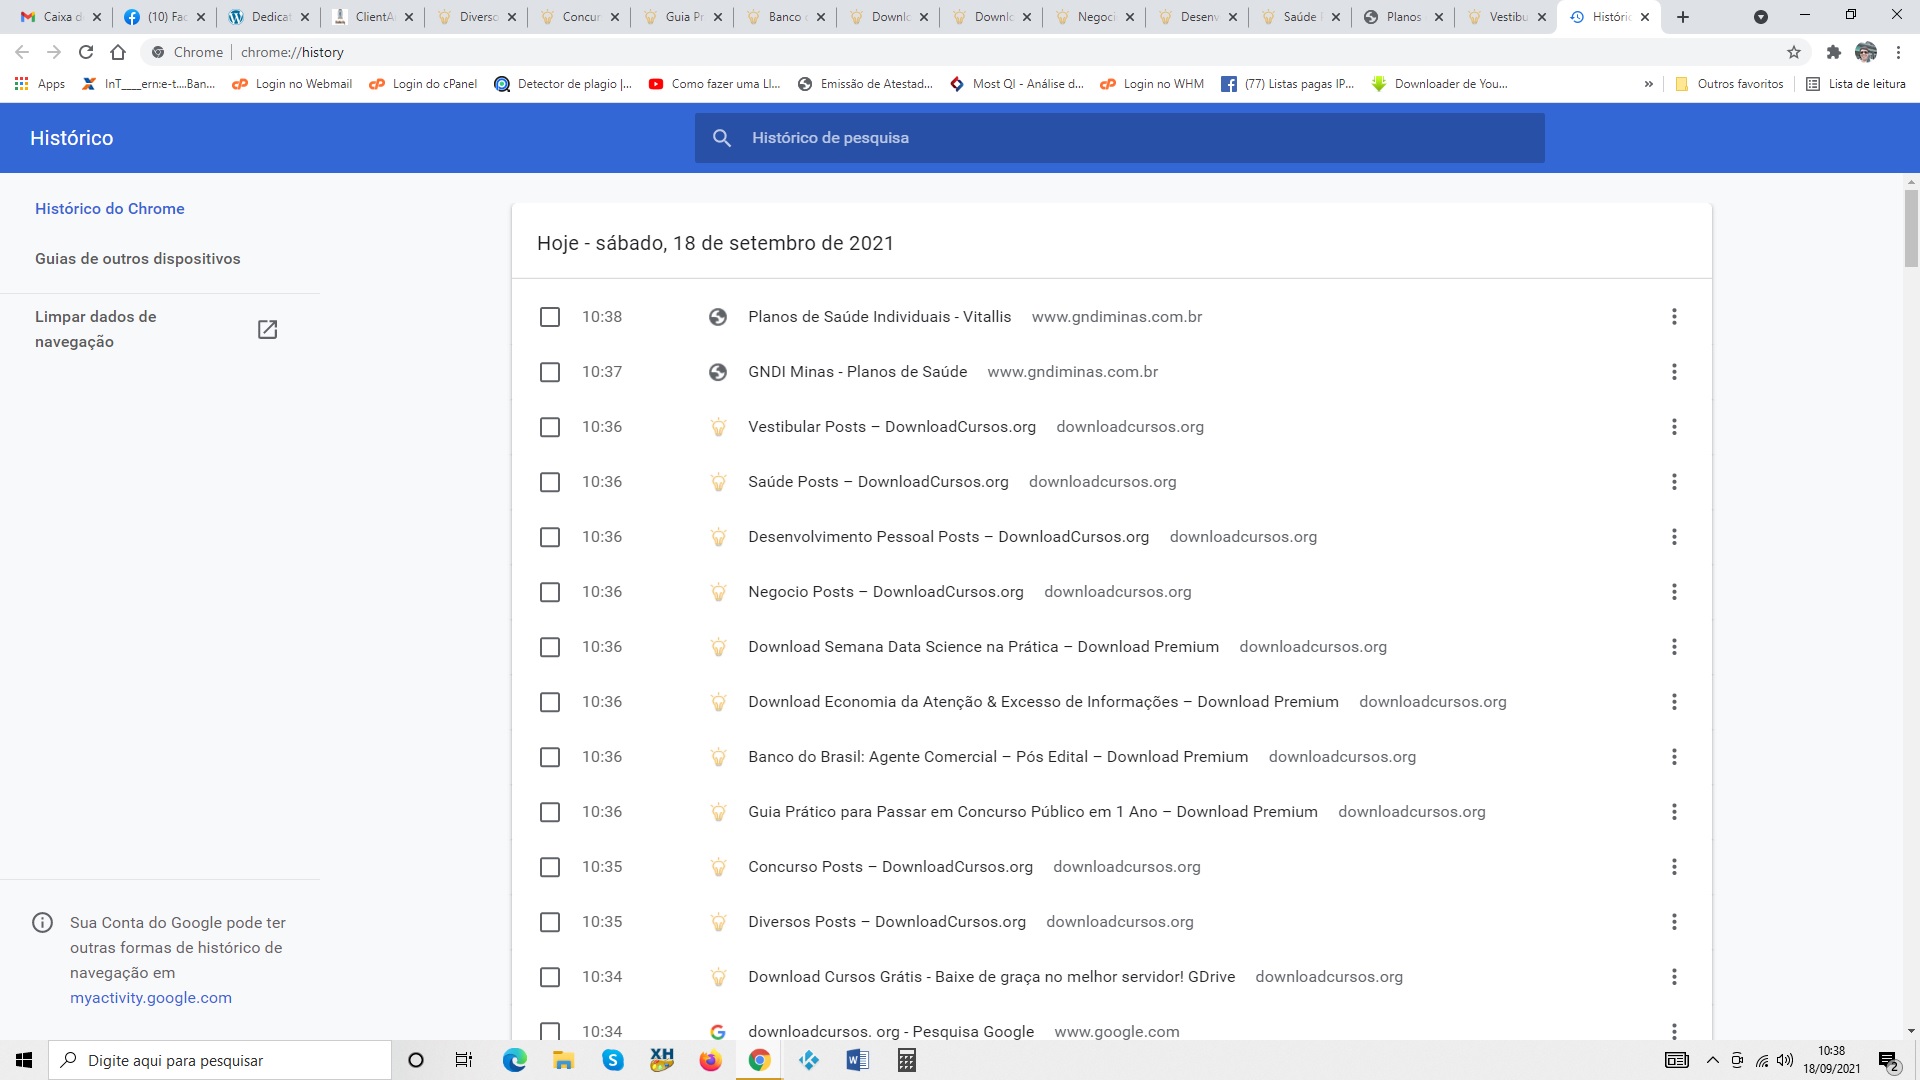 Caixa d
(10) Fac
Dedicat
ClientA
Diverso
Concur
Guia Pr
Banco d
Downlo
Downlo
Negoci
Desenv
Saúde
Planos
Vestibu
Históric
Chrome
chrome://history
Apps
InT____ern:e-t....Ban...
Login no Webmail
Login do cPanel
Detector de plagio |...
Como fazer uma LI...
Emissão de Atestad...
Most QI - Análise d...
Login no WHM
(77) Listas pagas IP...
Downloader de You...
»
Outros favoritos
Lista de leitura
Histórico
Histórico de pesquisa
Histórico do Chrome
Guias de outros dispositivos
Limpar dados de
navegação
Hoje - sábado, 18 de setembro de 2021
10:38 Planos de Saúde Individuais - Vitallis www.gndiminas.com.br
10:37 GNDI Minas - Planos de Saúde www.gndiminas.com.br
10:36 Vestibular Posts – DownloadCursos.org downloadcursos.org
10:36 Saúde Posts – DownloadCursos.org downloadcursos.org
10:36 Desenvolvimento Pessoal Posts – DownloadCursos.org downloadcursos.org
10:36 Negocio Posts – DownloadCursos.org downloadcursos.org
10:36 Download Semana Data Science na Prática – Download Premium downloadcursos.org
10:36 Download Economia da Atenção & Excesso de Informações – Download Premium downloadcursos.org
10:36 Banco do Brasil: Agente Comercial – Pós Edital – Download Premium downloadcursos.org
10:36 Guia Prático para Passar em Concurso Público em 1 Ano – Download Premium downloadcursos.org
10:35 Concurso Posts – DownloadCursos.org downloadcursos.org
10:35 Diversos Posts – DownloadCursos.org downloadcursos.org
10:34 Download Cursos Grátis - Baixe de graça no melhor servidor! GDrive downloadcursos.org
10:34 downloadcursos. org - Pesquisa Google www.google.com
Sua Conta do Google pode ter
outras formas de histórico de
navegação em
myactivity.google.com
Digite aqui para pesquisar
XH
10:38
18/09/2021
2